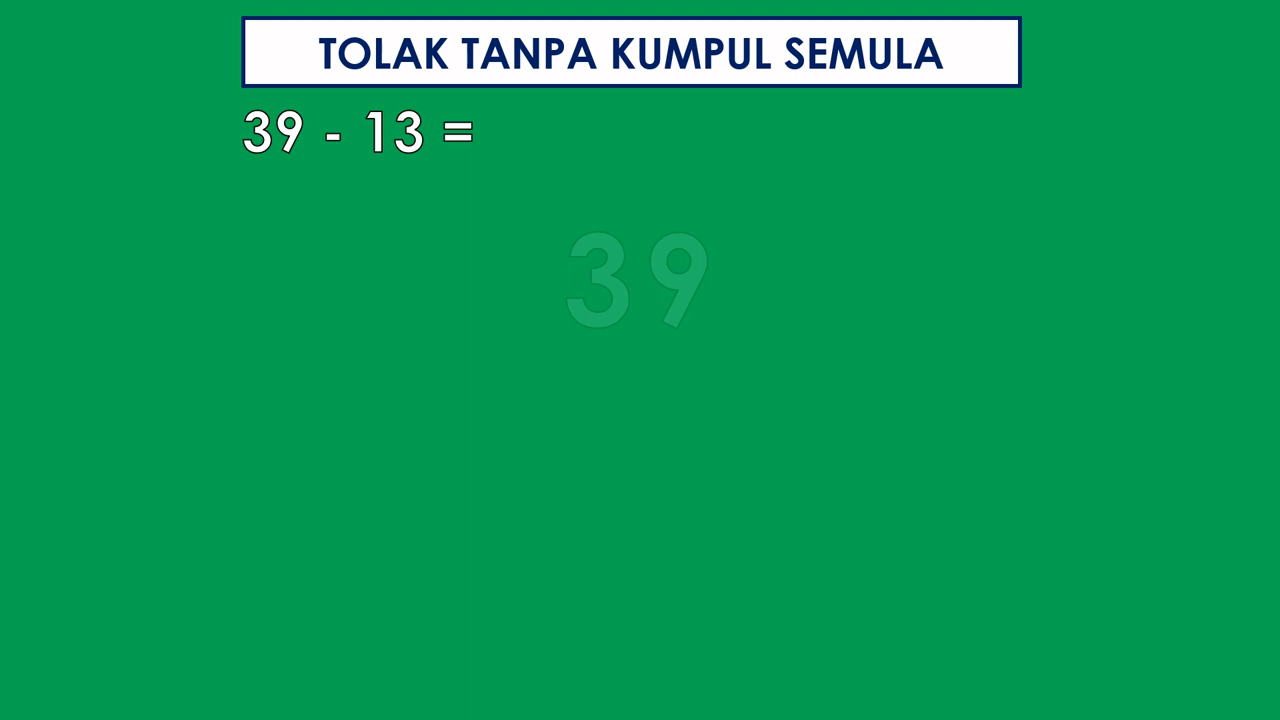 TOLAK TANPA KUMPUL SEMULA
39 - 13 =
39